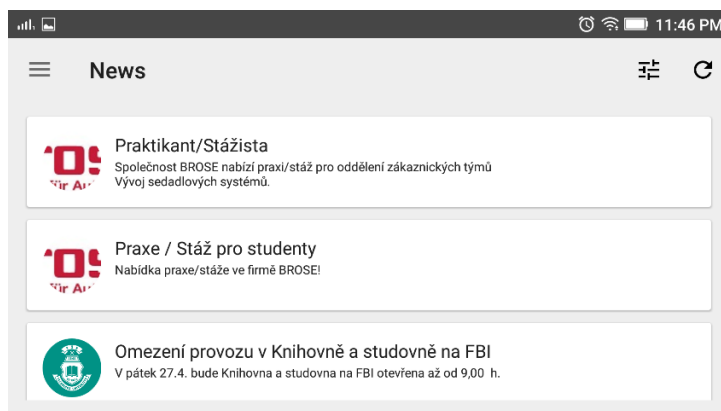 11:46 PM
News
Praktikant/Stážista
Společnost BROSE nabízí praxi/stáž pro oddělení zákaznických týmů
Vývoj sedadlových systémů.
Praxe / Stáž pro studenty
Nabídka praxe/stáže ve firmě BROSE!
Omezení provozu v Knihovně a studovně na FBI
V pátek 27.4. bude Knihovna a studovna na FBI otevřena až od 9,00 h.